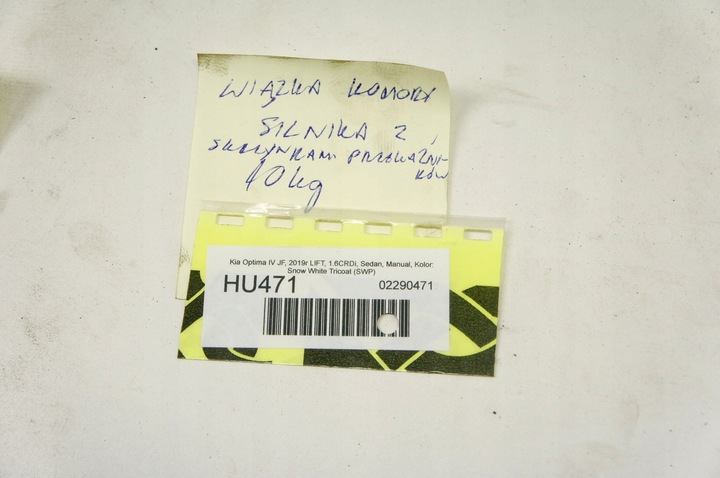 WIĄZKA KOMORY
SILNIKA Z
SKRZYNKAMI PRZEKAŹNI-
KÓW
10kg
Kia Optima IV JF, 2019r LIFT, 1.6CRDi, Sedan, Manual, Kolor:
Snow White Tricoat (SWP)
HU471 02290471